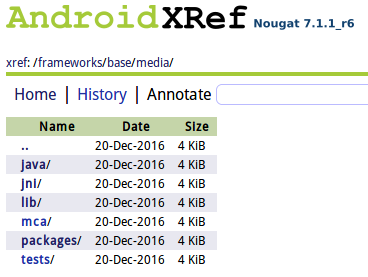 AndroidXRef Nougat 7.1.1_r6
xref: /frameworks/base/media/
Home | History | Annotate
Name Date Size
.. 20-Dec-2016 4 KiB
java/ 20-Dec-2016 4 KiB
jni/ 20-Dec-2016 4 KiB
lib/ 20-Dec-2016 4 KiB
mca/ 20-Dec-2016 4 KiB
packages/ 20-Dec-2016 4 KiB
tests/ 20-Dec-2016 4 KiB